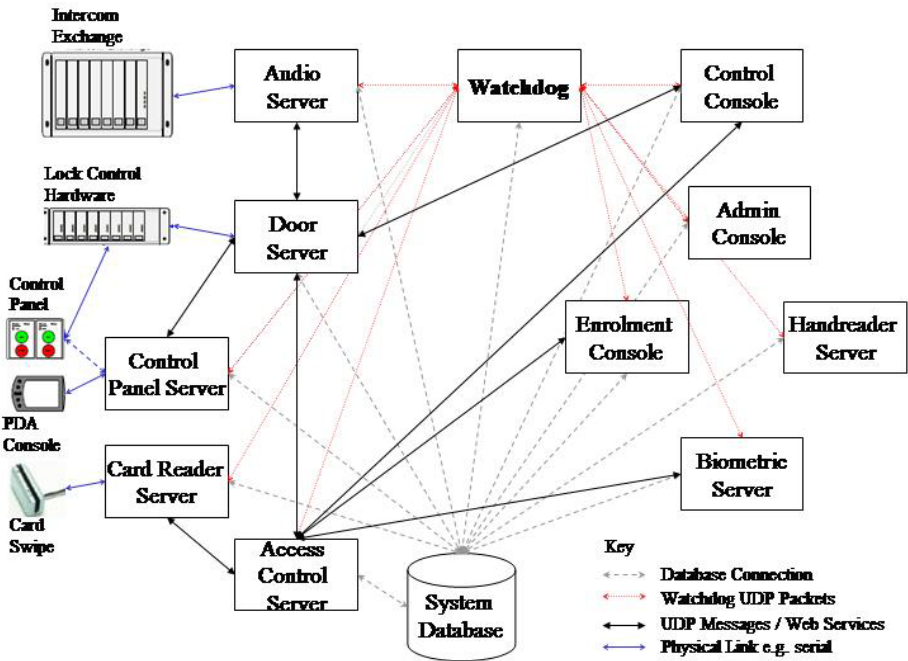 Intercom
Exchange
Audio
Server
Watchdog
Control
Console
Lock Control
Hardware
Door
Server
Admin
Console
Control
Panel
Control
Panel Server
Enrolment
Console
Handreader
Server
PDA
Console
Card Reader
Server
Biometric
Server
Card
Swipe
Access
Control
Server
System
Database
Key
Database Connection
Watchdog UDP Packets
UDP Messages / Web Services
Physical Link e.g. serial